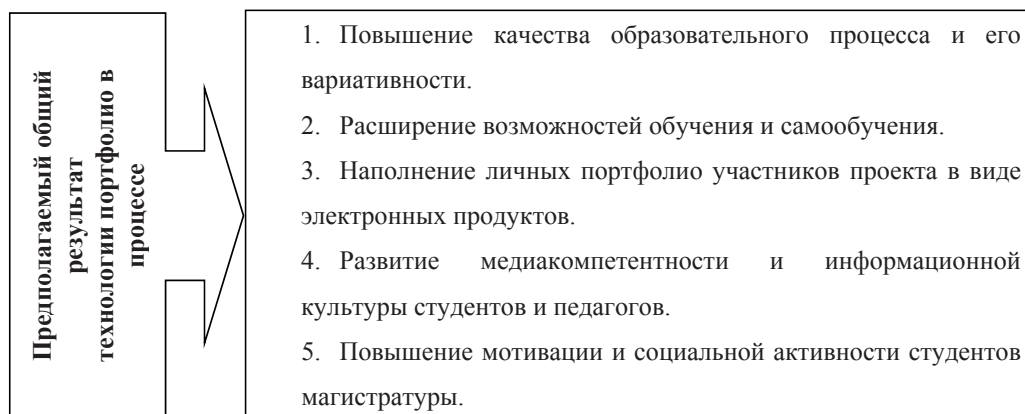 Предполагаемый общий
результат
технологии портфолио в
процессе
1. Повышение качества образовательного процесса и его
вариативности.
2. Расширение возможностей обучения и самообучения.
3. Наполнение личных портфолио участников проекта в виде
электронных продуктов.
4. Развитие медиакомпетентности и информационной
культуры студентов и педагогов.
5. Повышение мотивации и социальной активности студентов
магистратуры.